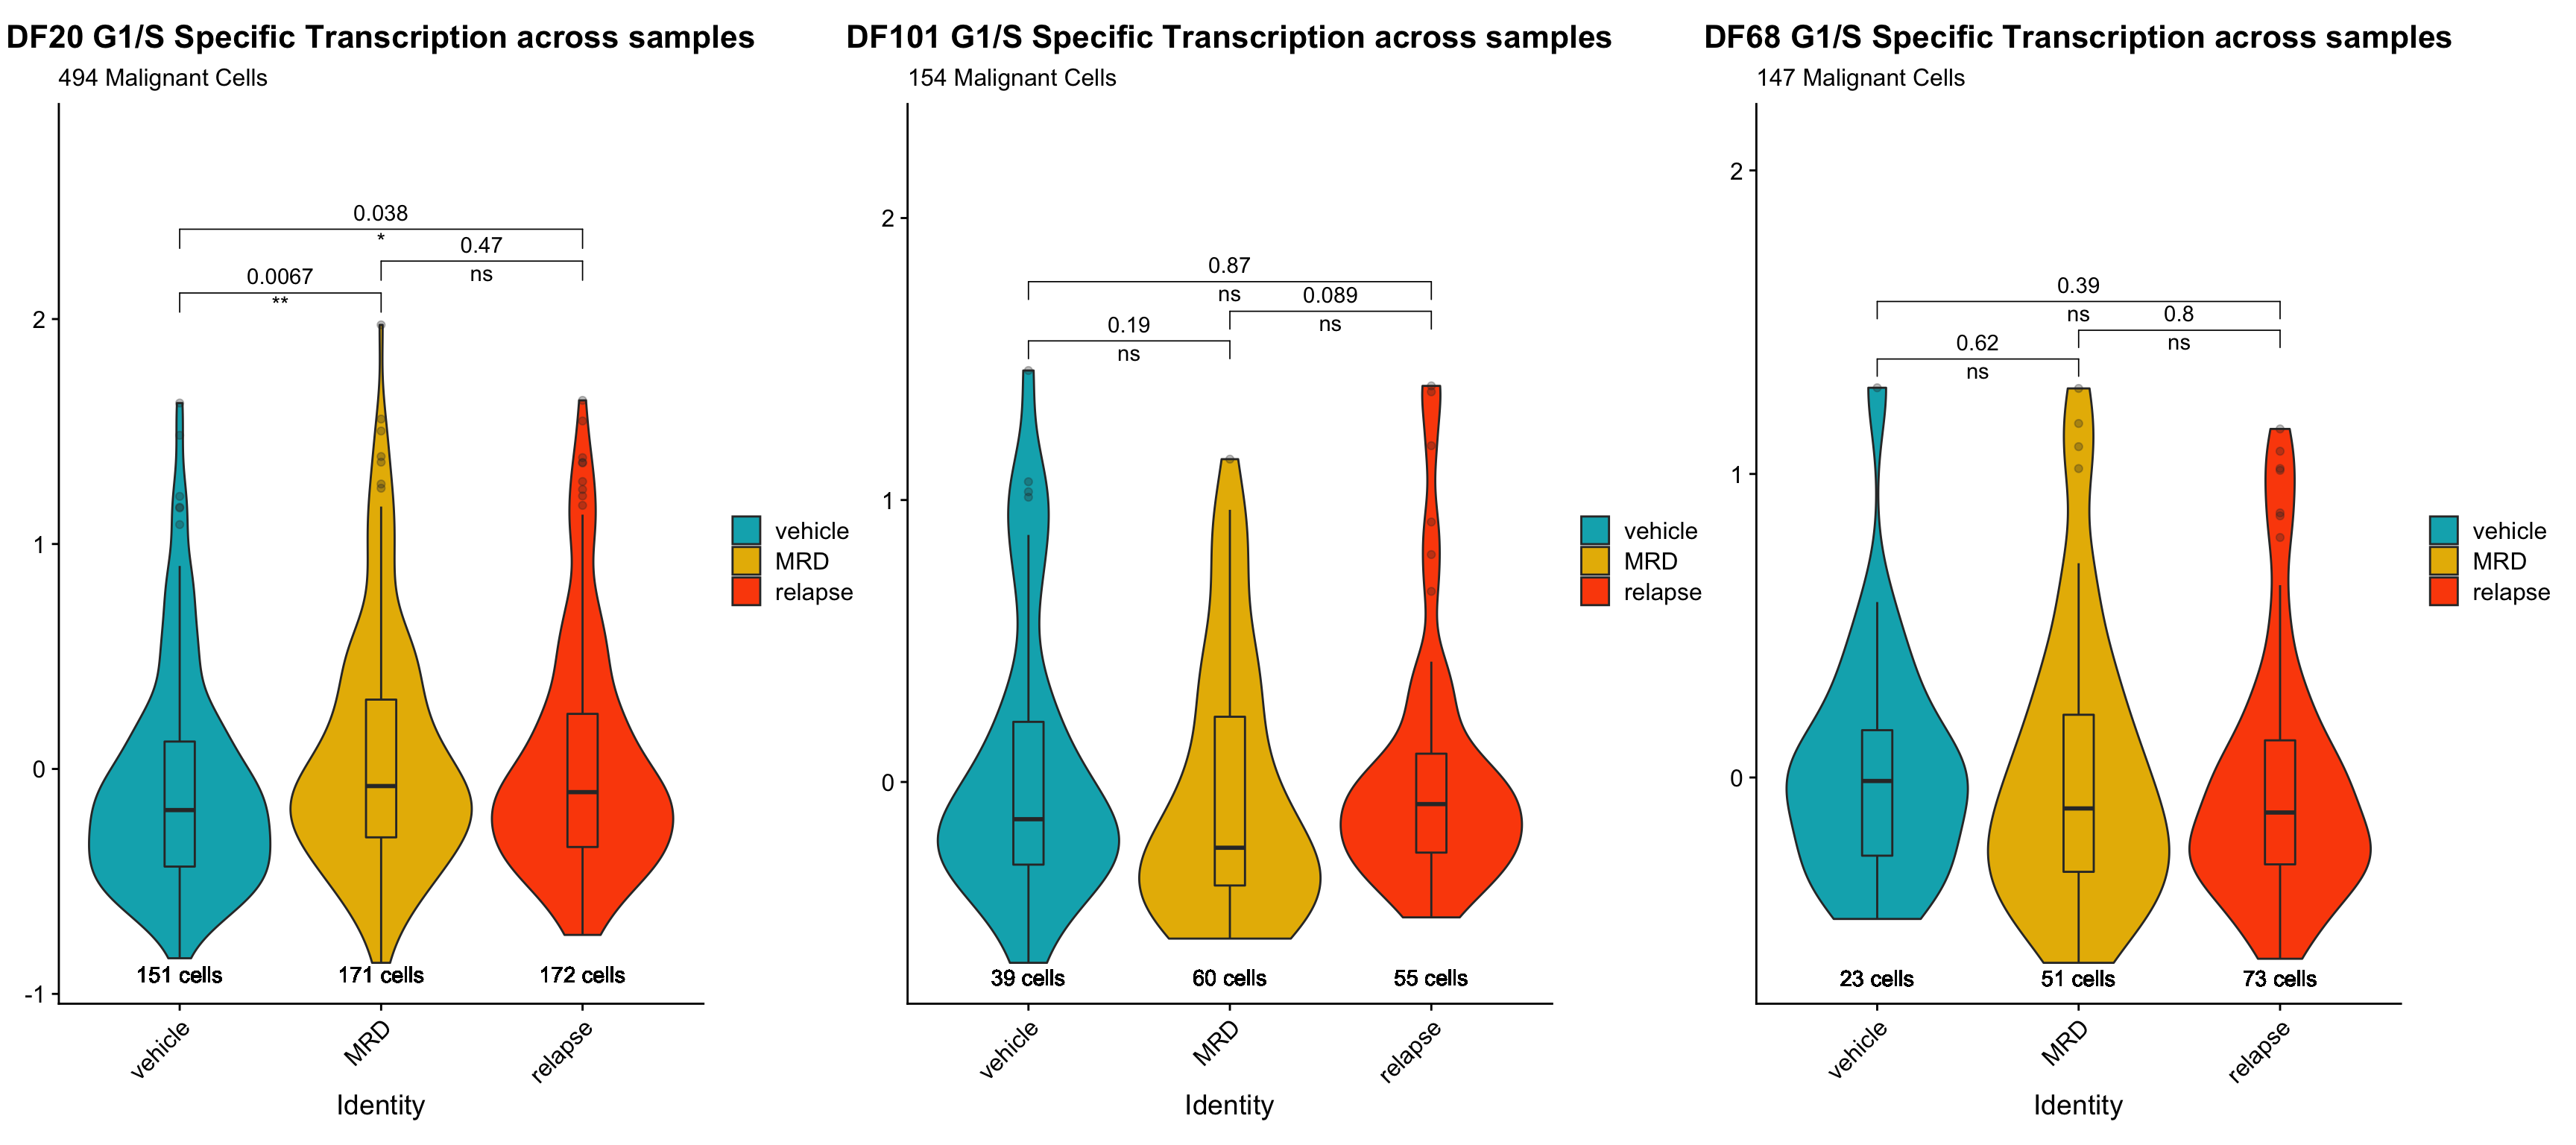 DF20 G1/S Specific Transcription across samples
494 Malignant Cells
0.038
*
0.47
ns
0.0067
**
2
1
0
-1
151 cells
171 cells
172 cells
vehicle
MRD
relapse
Identity
vehicle
MRD
relapse
DF101 G1/S Specific Transcription across samples
154 Malignant Cells
0.87
ns
0.089
ns
0.19
ns
2
1
0
39 cells
60 cells
55 cells
vehicle
MRD
relapse
Identity
vehicle
MRD
relapse
DF68 G1/S Specific Transcription across samples
147 Malignant Cells
0.39
ns
0.8
ns
0.62
ns
2
1
0
23 cells
51 cells
73 cells
vehicle
MRD
relapse
Identity
vehicle
MRD
relapse